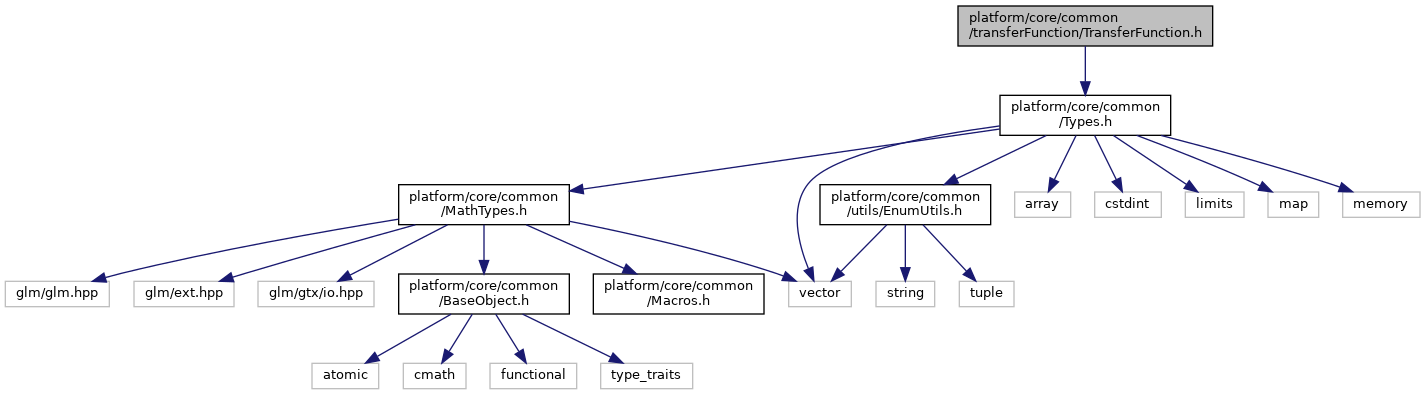 platform/core/common
/transferFunction/TransferFunction.h
platform/core/common
/Types.h
platform/core/common
/MathTypes.h
platform/core/common
/utils/EnumUtils.h
array
cstdint
limits
map
memory
glm/glm.hpp
glm/ext.hpp
glm/gtx/io.hpp
platform/core/common
/BaseObject.h
platform/core/common
/Macros.h
vector
string
tuple
atomic
cmath
functional
type_traits